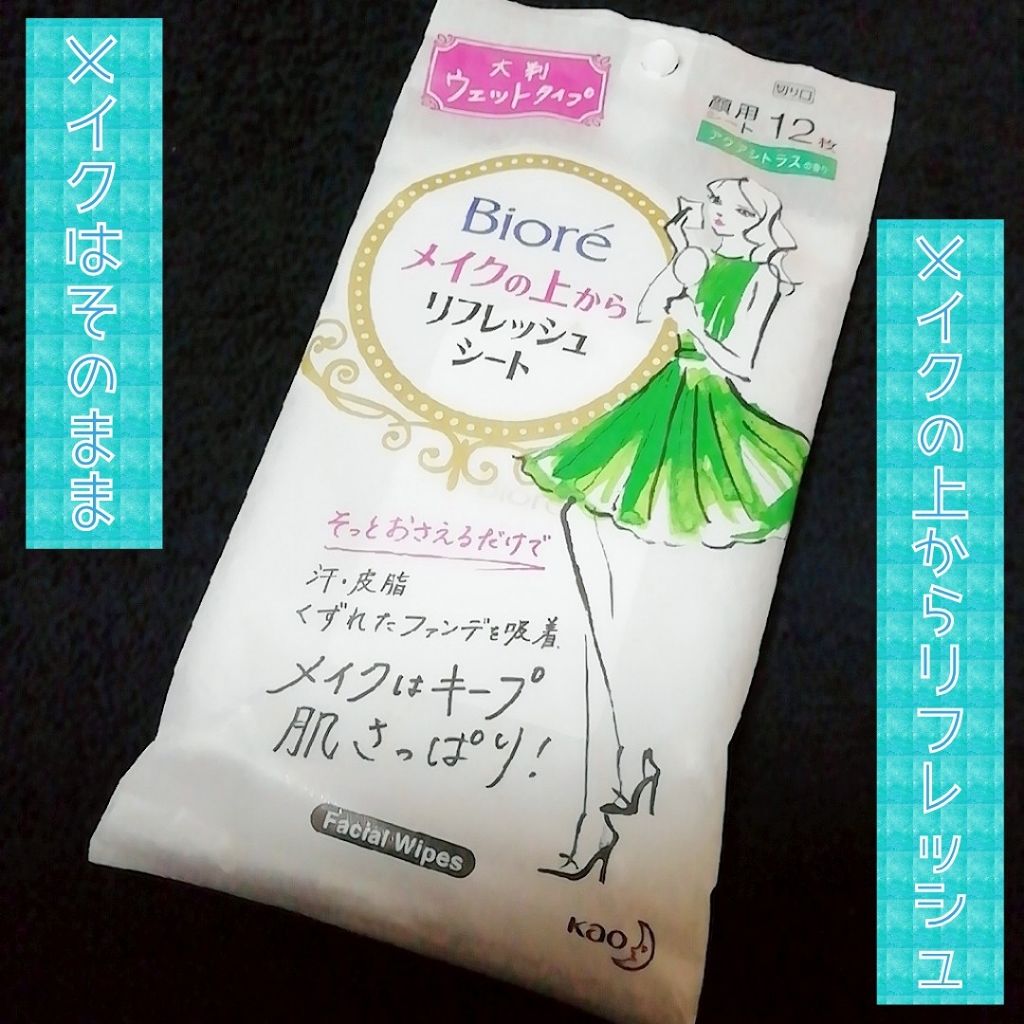 メイクはそのまま
メイクの上からリフレッシュ
大判
ウェットタイプ
切り口
顔用
シート
12枚
アクアシトラスの香り
Bioré
メイクの上から
リフレッシュ
シート
そっとおさえるだけで
汗・皮脂
くずれたファンデを吸着
メイクはキープ
肌さっぱり!
Facial Wipes
Kao